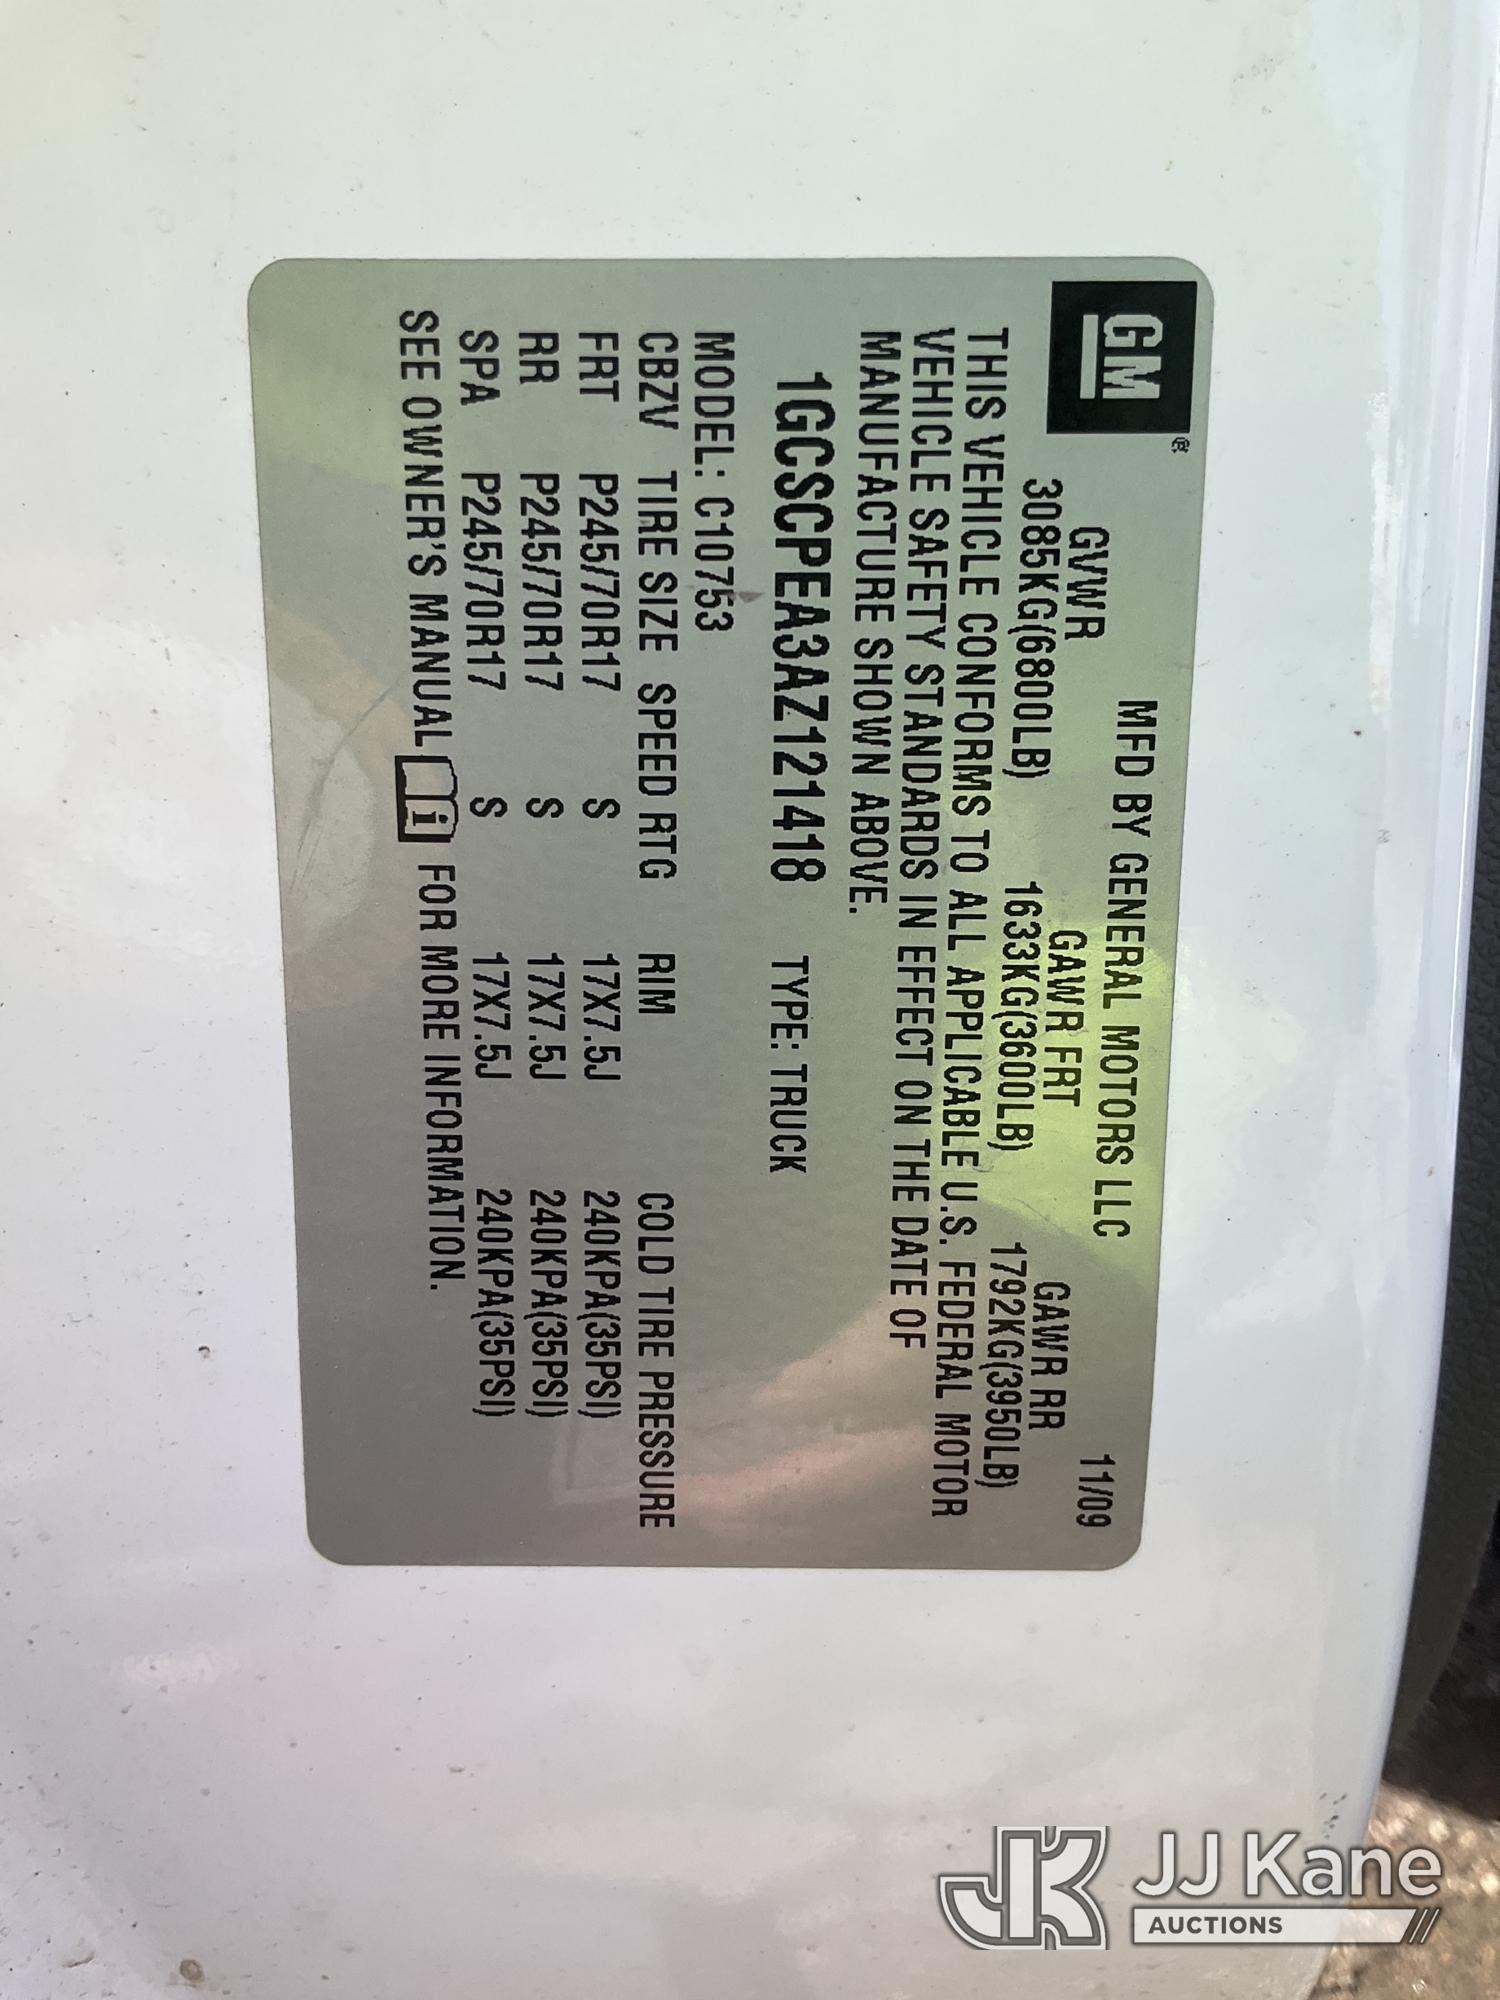 GM®
MFD BY GENERAL MOTORS LLC
11/09
GVWR GAWR FRT GAWR RR
3085KG(6800LB) 1633KG(3600LB) 1792KG(3950LB)
THIS VEHICLE CONFORMS TO ALL APPLICABLE U.S. FEDERAL MOTOR
VEHICLE SAFETY STANDARDS IN EFFECT ON THE DATE OF
MANUFACTURE SHOWN ABOVE.
1GCSCPEA3AZ121418 TYPE: TRUCK
MODEL: C10753
CBZV TIRE SIZE SPEED RTG RIM COLD TIRE PRESSURE
FRT P245/70R17 S 17X7.5J 240KPA(35PSI)
RR P245/70R17 S 17X7.5J 240KPA(35PSI)
SPA P245/70R17 S 17X7.5J 240KPA(35PSI)
SEE OWNER'S MANUAL i FOR MORE INFORMATION.
JK JJ Kane
AUCTIONS